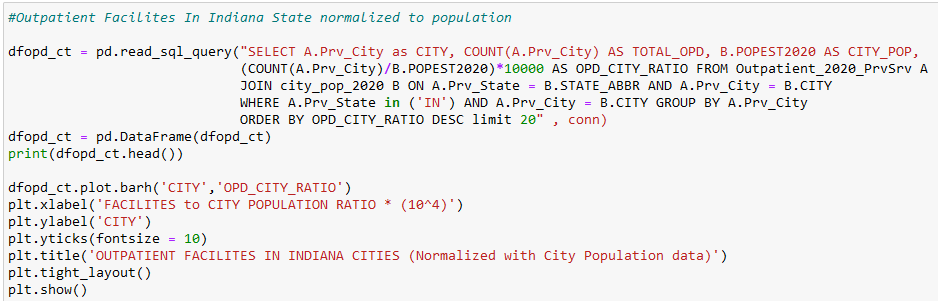 #Outpatient Facilites In Indiana State normalized to population
dfopd_ct = pd.read_sql_query("SELECT A.Prv_City as CITY, COUNT(A.Prv_City) AS TOTAL_OPD, B.POPEST2020 AS CITY_POP,
(COUNT(A.Prv_City)/B.POPEST2020)*10000 AS OPD_CITY_RATIO FROM Outpatient_2020_PrvSrv A
JOIN city_pop_2020 B ON A.Prv_State = B.STATE_ABBR AND A.Prv_City = B.CITY
WHERE A.Prv_State in ('IN') AND A.Prv_City = B.CITY GROUP BY A.Prv_City
ORDER BY OPD_CITY_RATIO DESC limit 20" , conn)
dfopd_ct = pd.DataFrame(dfopd_ct)
print(dfopd_ct.head())
dfopd_ct.plot.barh('CITY','OPD_CITY_RATIO')
plt.xlabel('FACILITES to CITY POPULATION RATIO * (10^4)')
plt.ylabel('CITY')
plt.yticks(fontsize = 10)
plt.title('OUTPATIENT FACILITES IN INDIANA CITIES (Normalized with City Population data)')
plt.tight_layout()
plt.show()